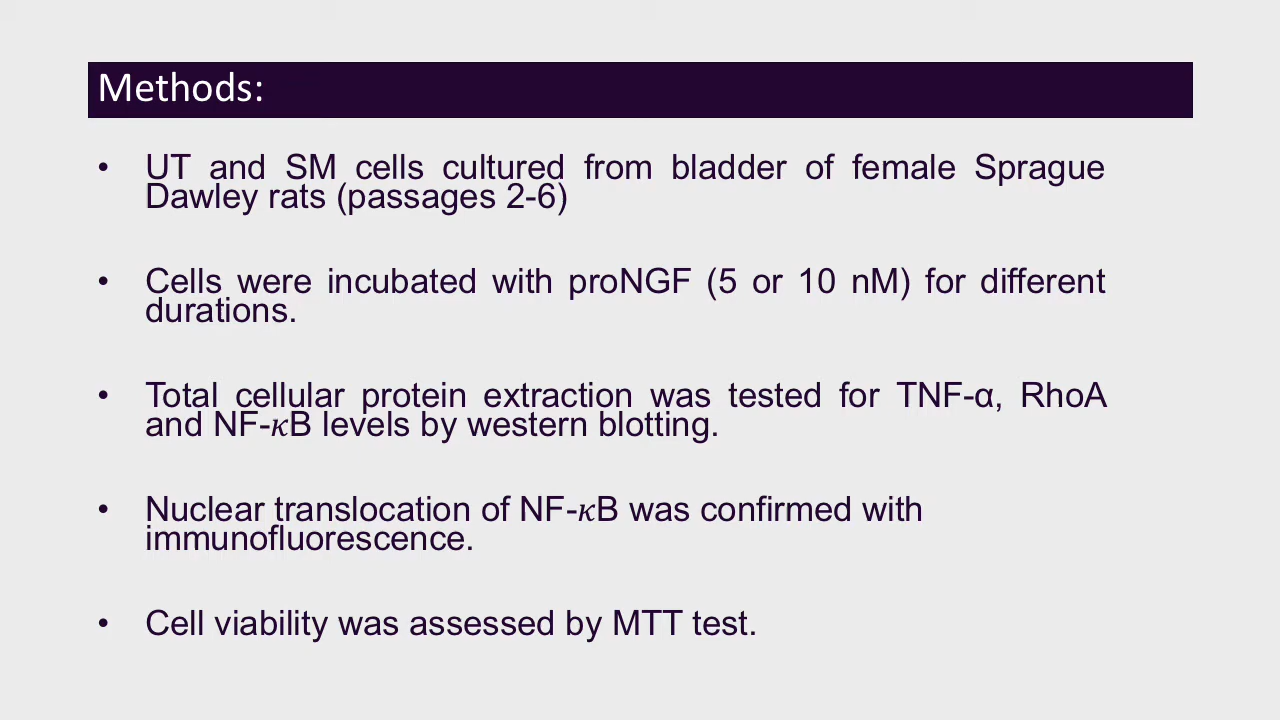 Methods:
• UT and SM cells cultured from bladder of female Sprague
Dawley rats (passages 2-6)
• Cells were incubated with proNGF (5 or 10 nM) for different
durations.
• Total cellular protein extraction was tested for TNF-α, RhoA
and NF-𝜅B levels by western blotting.
• Nuclear translocation of NF-𝜅B was confirmed with
immunofluorescence.
• Cell viability was assessed by MTT test.